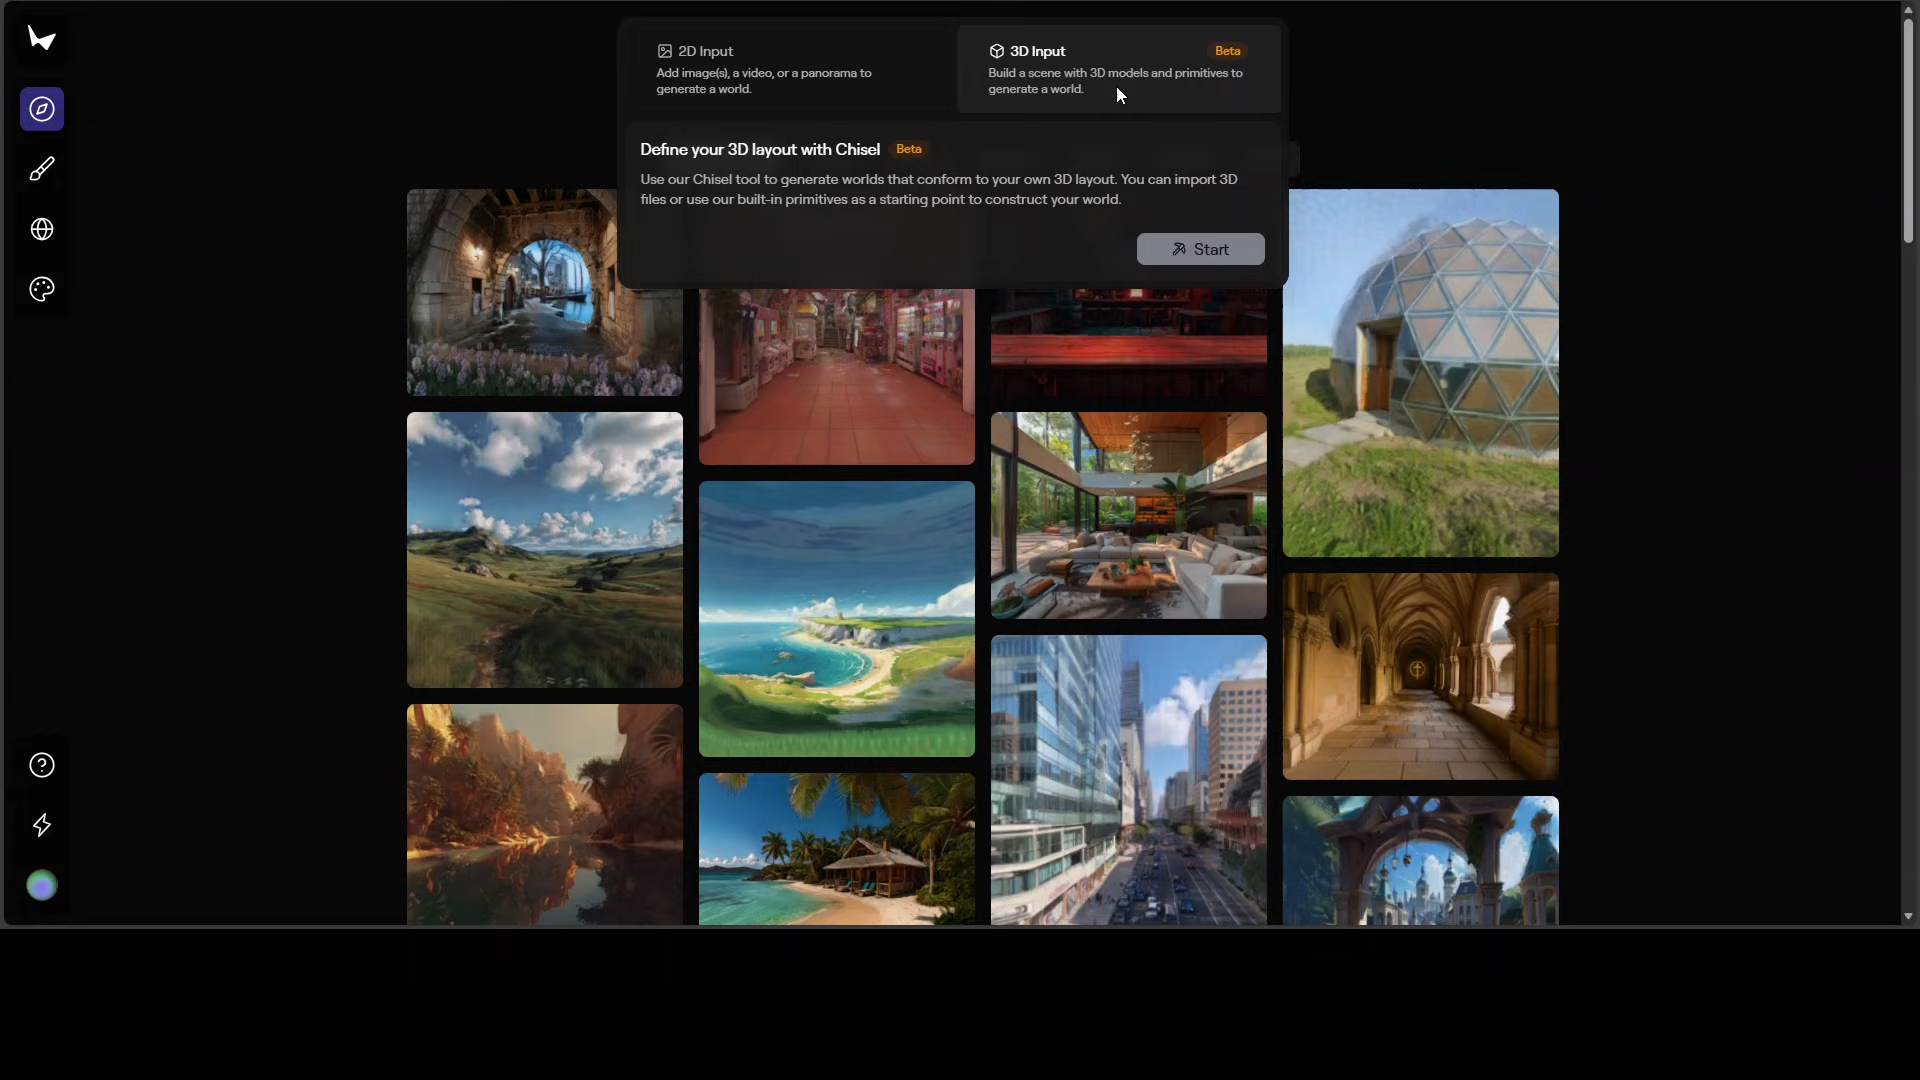 2D Input
Add image(s), a video, or a panorama to
generate a world.
3D Input Beta
Build a scene with 3D models and primitives to
generate a world.
Define your 3D layout with Chisel Beta
Use our Chisel tool to generate worlds that conform to your own 3D layout. You can import 3D
files or use our built-in primitives as a starting point to construct your world.
Start